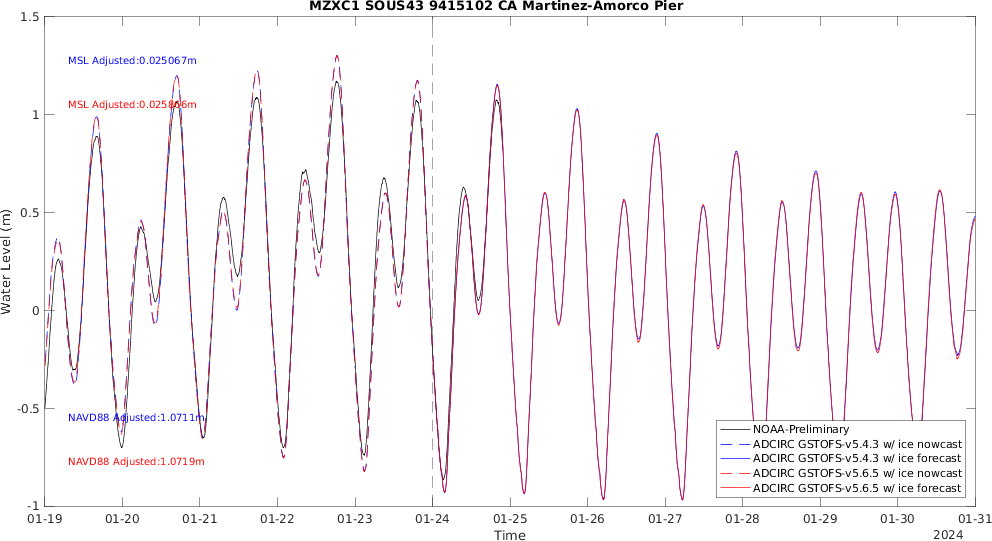 MZXC1 SOUS43 9415102 CA Martinez-Amorco Pier
1.5
1
0.5
0
-0.5
-1
Water Level (m)
MSL Adjusted:0.025067m
MSL Adjusted:0.025806m
NAVD88 Adjusted:1.0711m
NAVD88 Adjusted:1.0719m
NOAA-Preliminary
ADCIRC GSTOFS-v5.4.3 w/ ice nowcast
ADCIRC GSTOFS-v5.4.3 w/ ice forecast
ADCIRC GSTOFS-v5.6.5 w/ ice nowcast
ADCIRC GSTOFS-v5.6.5 w/ ice forecast
01-19 01-20 01-21 01-22 01-23 01-24 01-25 01-26 01-27 01-28 01-29 01-30 01-31
Time
2024